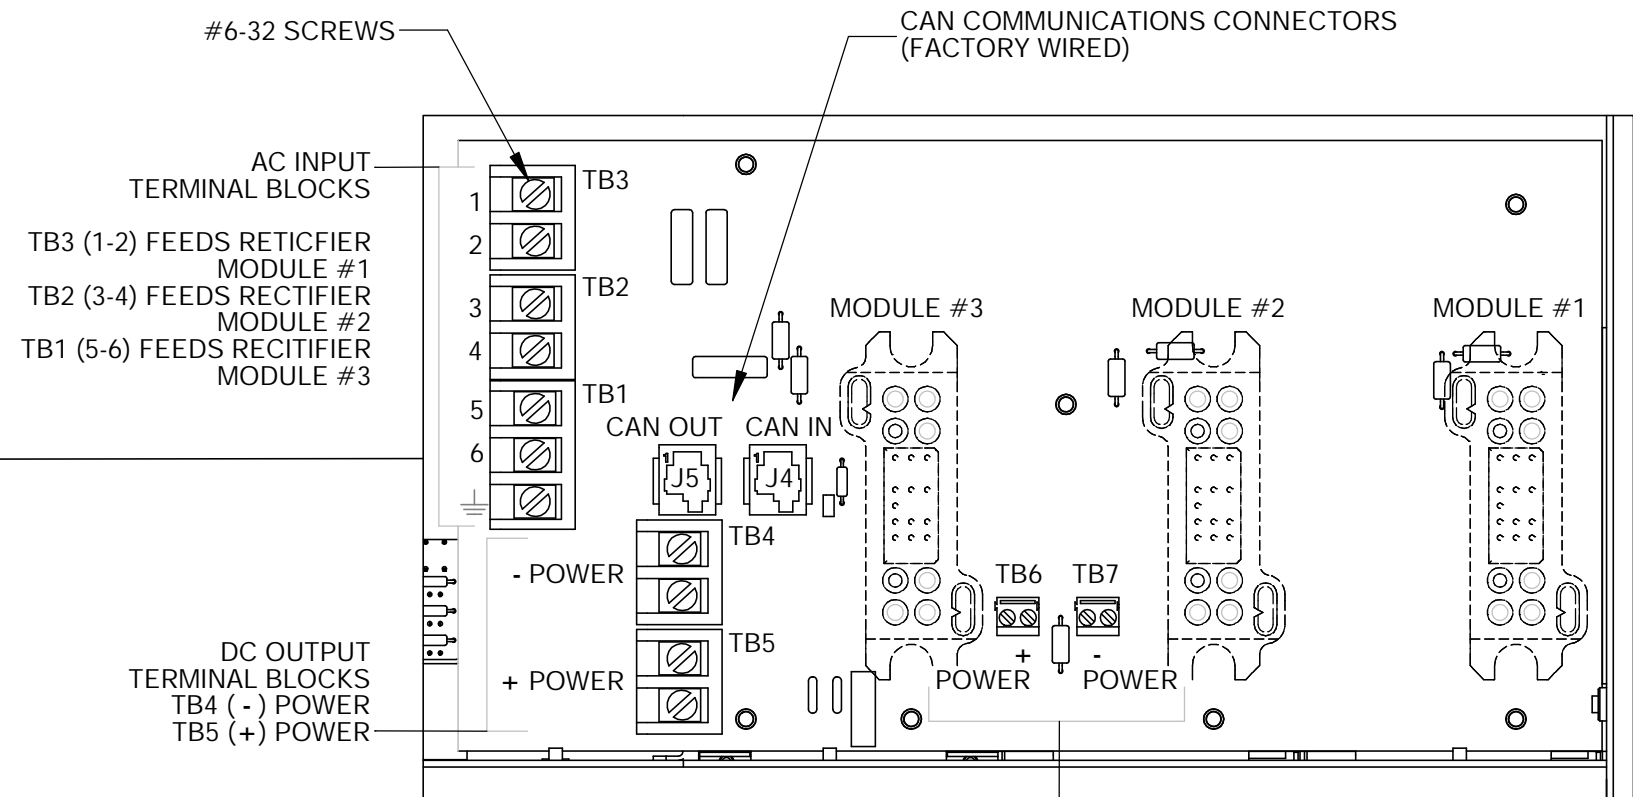 #6-32 SCREWS
CAN COMMUNICATIONS CONNECTORS
(FACTORY WIRED)
AC INPUT
TERMINAL BLOCKS
TB3 (1-2) FEEDS RETICFIER
MODULE #1
TB2 (3-4) FEEDS RECTIFIER
MODULE #2
TB1 (5-6) FEEDS RECITIFIER
MODULE #3
1
2
TB3
3
4
TB2
5
6
TB1
MODULE #3
MODULE #2
MODULE #1
CAN OUT
CAN IN
1
J5
1
J4
TB4
- POWER
TB5
+ POWER
TB6
TB7
+
POWER
-
POWER
DC OUTPUT
TERMINAL BLOCKS
TB4 ( - ) POWER
TB5 (+) POWER